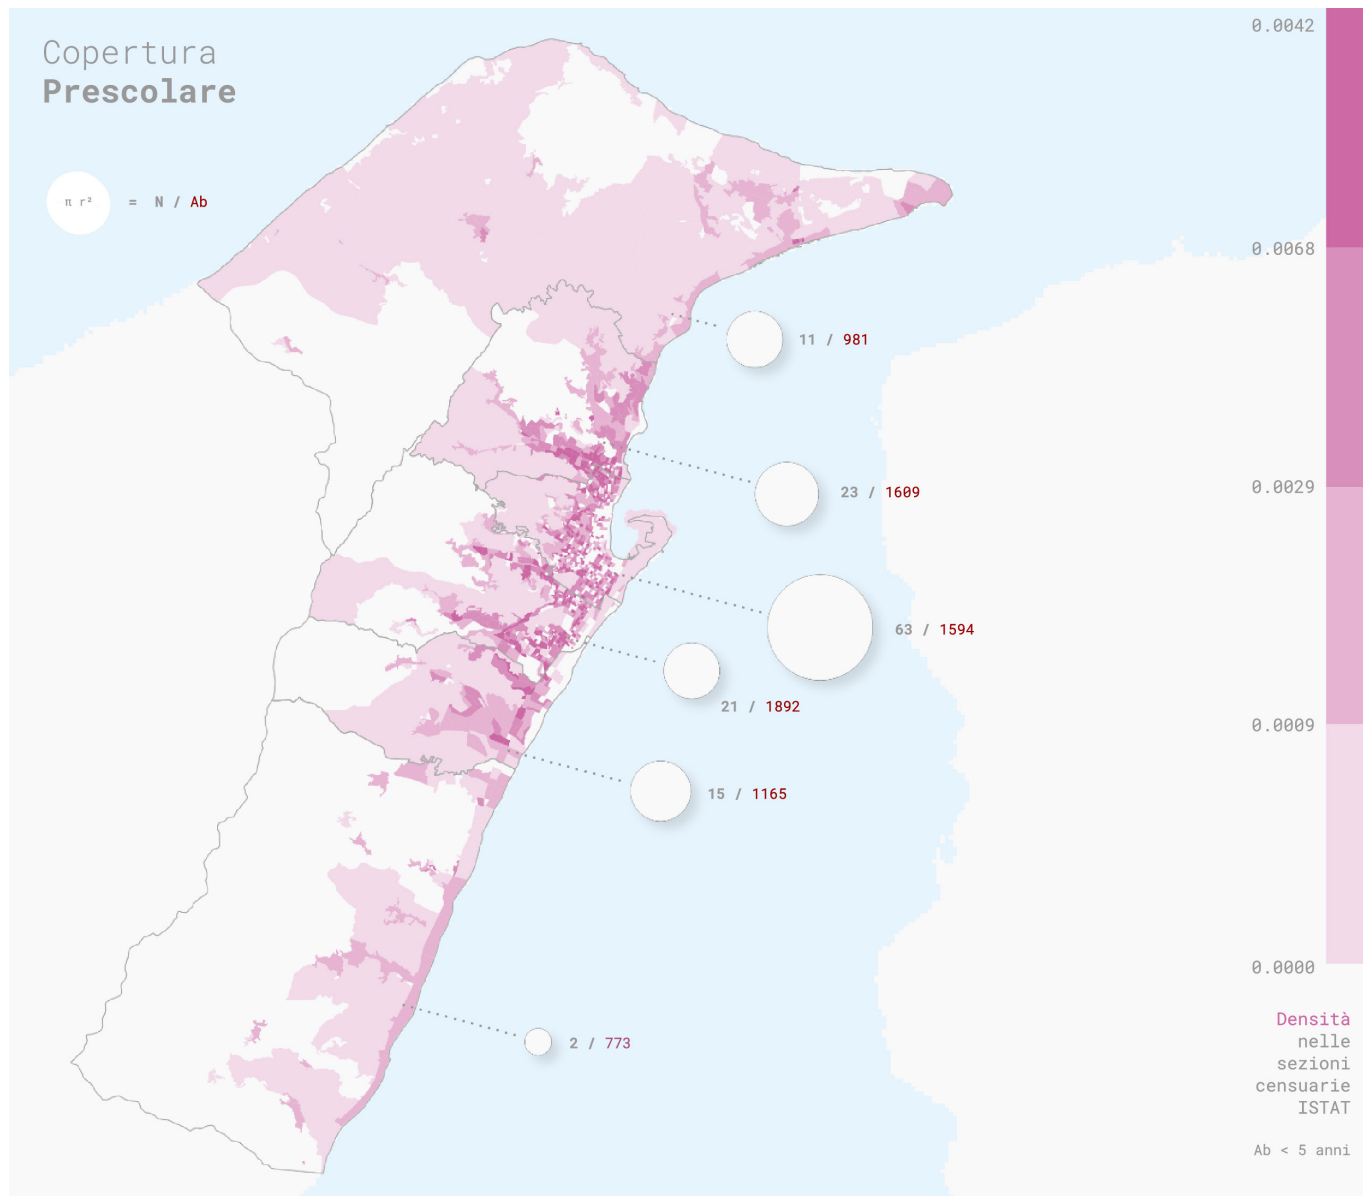 Copertura
Prescolare
π r² = N / Ab
0.0042
0.0068
0.0029
0.0009
0.0000
11 / 981
23 / 1609
63 / 1594
21 / 1892
15 / 1165
2 / 773
Densità
nelle
sezioni
censuarie
ISTAT
Ab < 5 anni